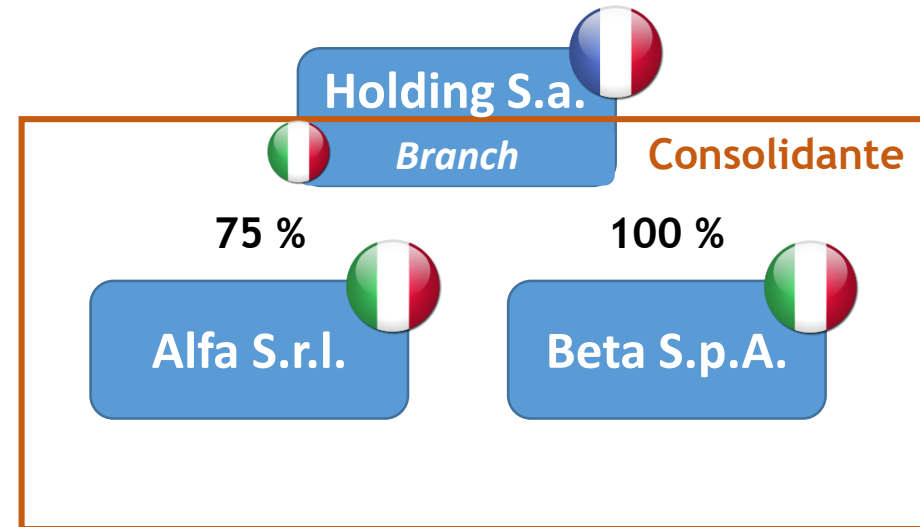 Holding S.a.
Branch
Consolidante
75 %
100 %
Alfa S.r.l.
Beta S.p.A.